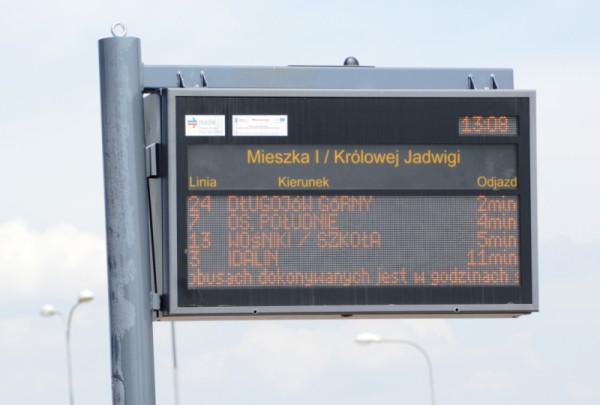 13:08
Mieszka I / Królowej Jadwigi
Linia Kierunek Odjazd
24 DŁUGOJÓW GÓRNY 2min
7 OS. POŁUDNIE 4min
13 WOŚNIKI / SZKOŁA 5min
3 IDALIN 11min
abusach dokonywanych jest w godzinach